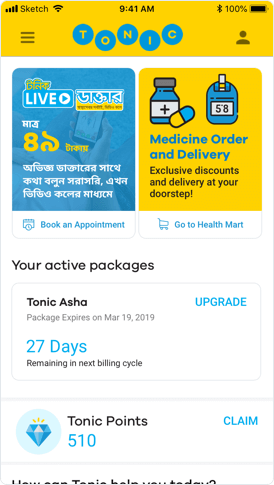 Sketch
9:41 AM
100%
TONIC
টনিক
LIVE ডাক্তার
মাত্র
৪৯ টাকায়
অভিজ্ঞ ডাক্তারের সাথে
কথা বলুন সরাসরি, এখন
ভিডিও কলের মাধ্যমে
Book an Appointment
5.8
Medicine Order
and Delivery
Exclusive discounts
and delivery at your
doorstep!
Go to Health Mart
Your active packages
Tonic Asha
UPGRADE
Package Expires on Mar 19, 2019
27 Days
Remaining in next billing cycle
Tonic Points
CLAIM
510
How can Tonic help you today?